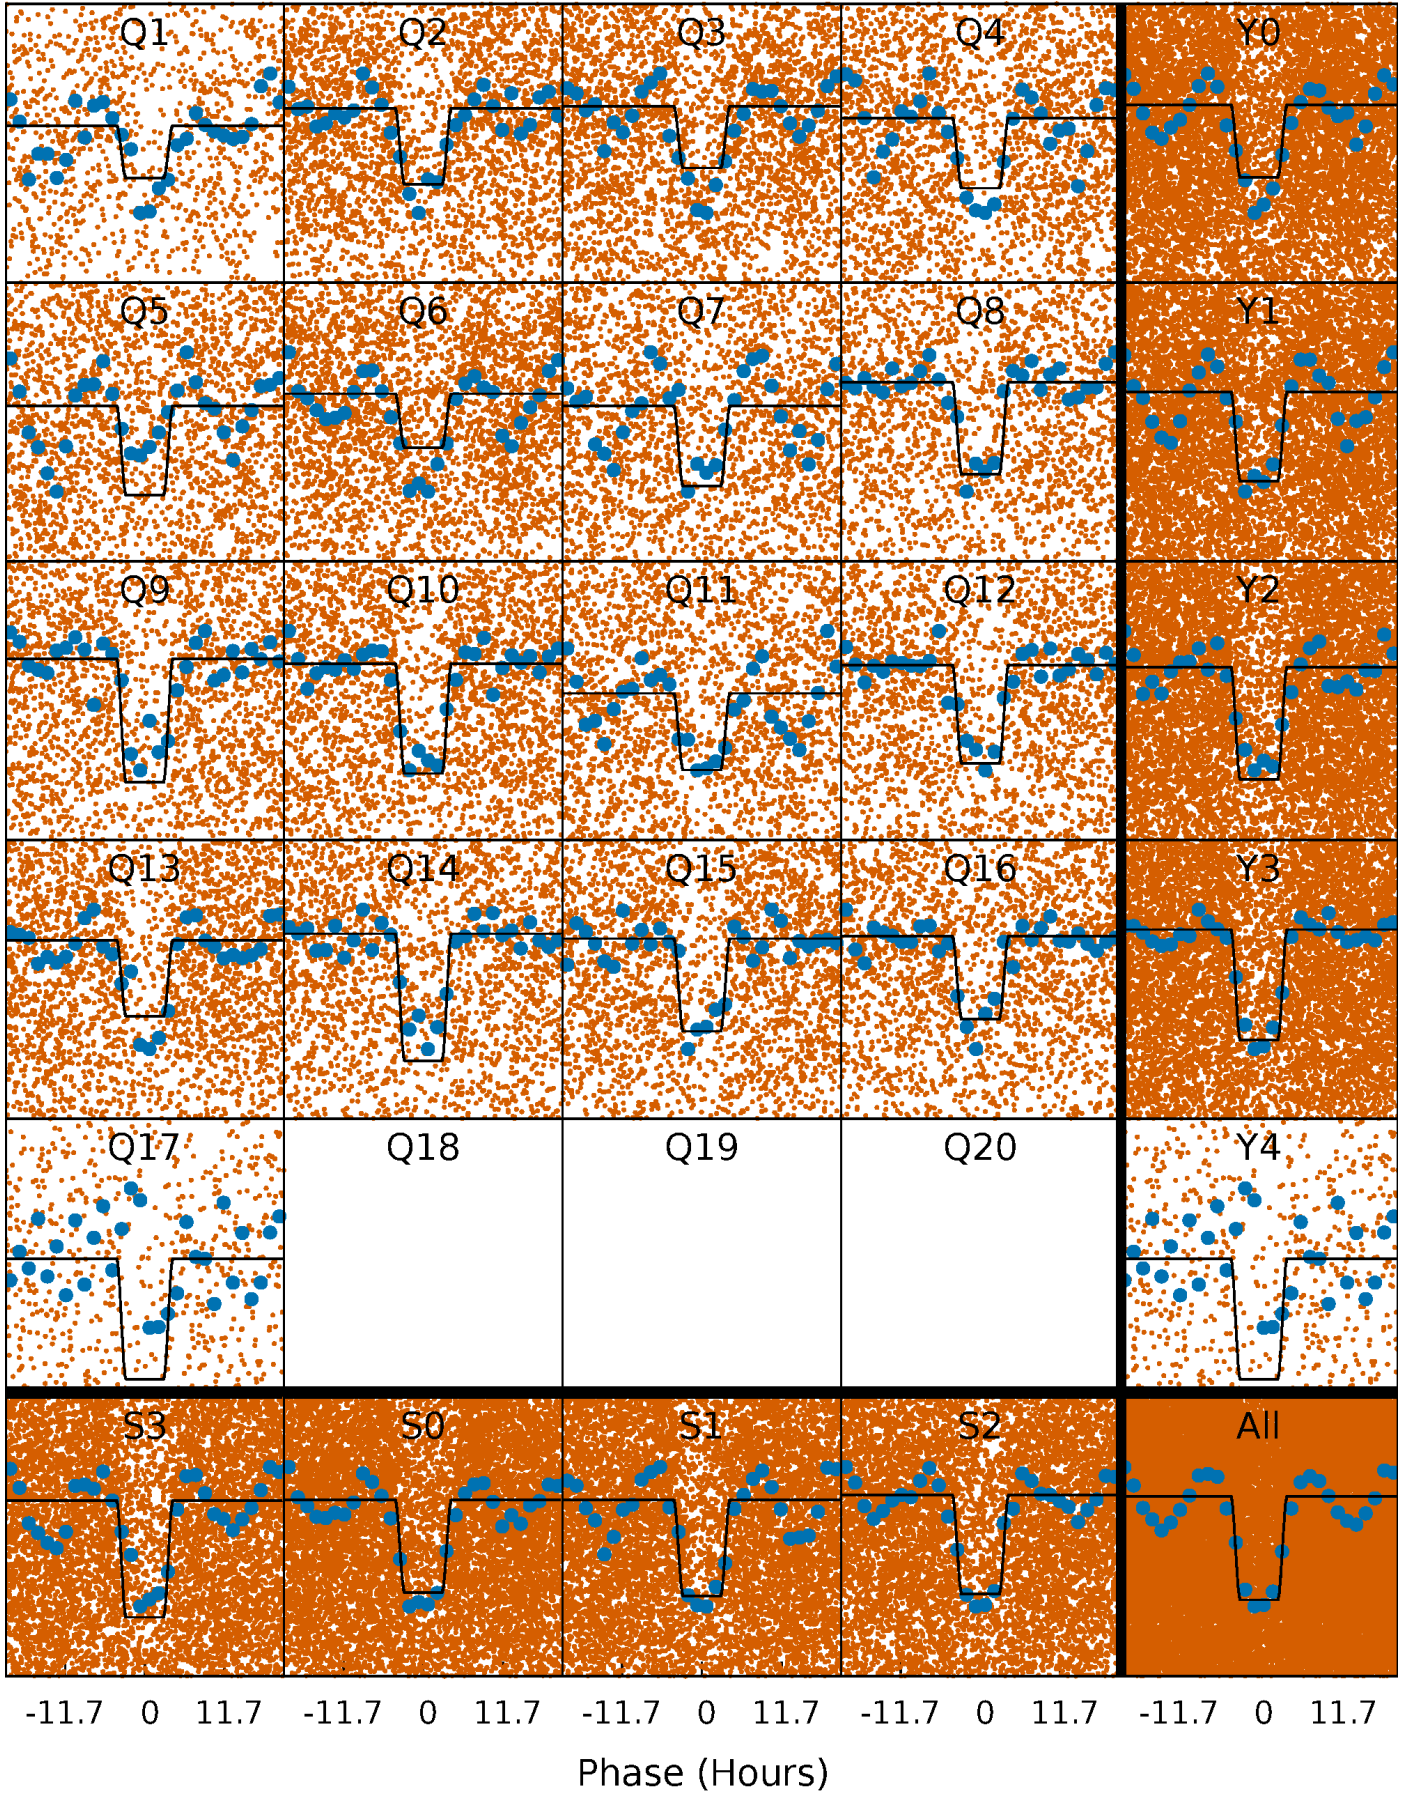 Q1 Q2 Q3 Q4 Y0
Q5 Q6 Q7 Q8 Y1
Q9 Q10 Q11 Q12 Y2
Q13 Q14 Q15 Q16 Y3
Q17 Q18 Q19 Q20 Y4
S3 S0 S1 S2 All
-11.7 0 11.7 -11.7 0 11.7 -11.7 0 11.7 -11.7 0 11.7 -11.7 0 11.7
Phase (Hours)